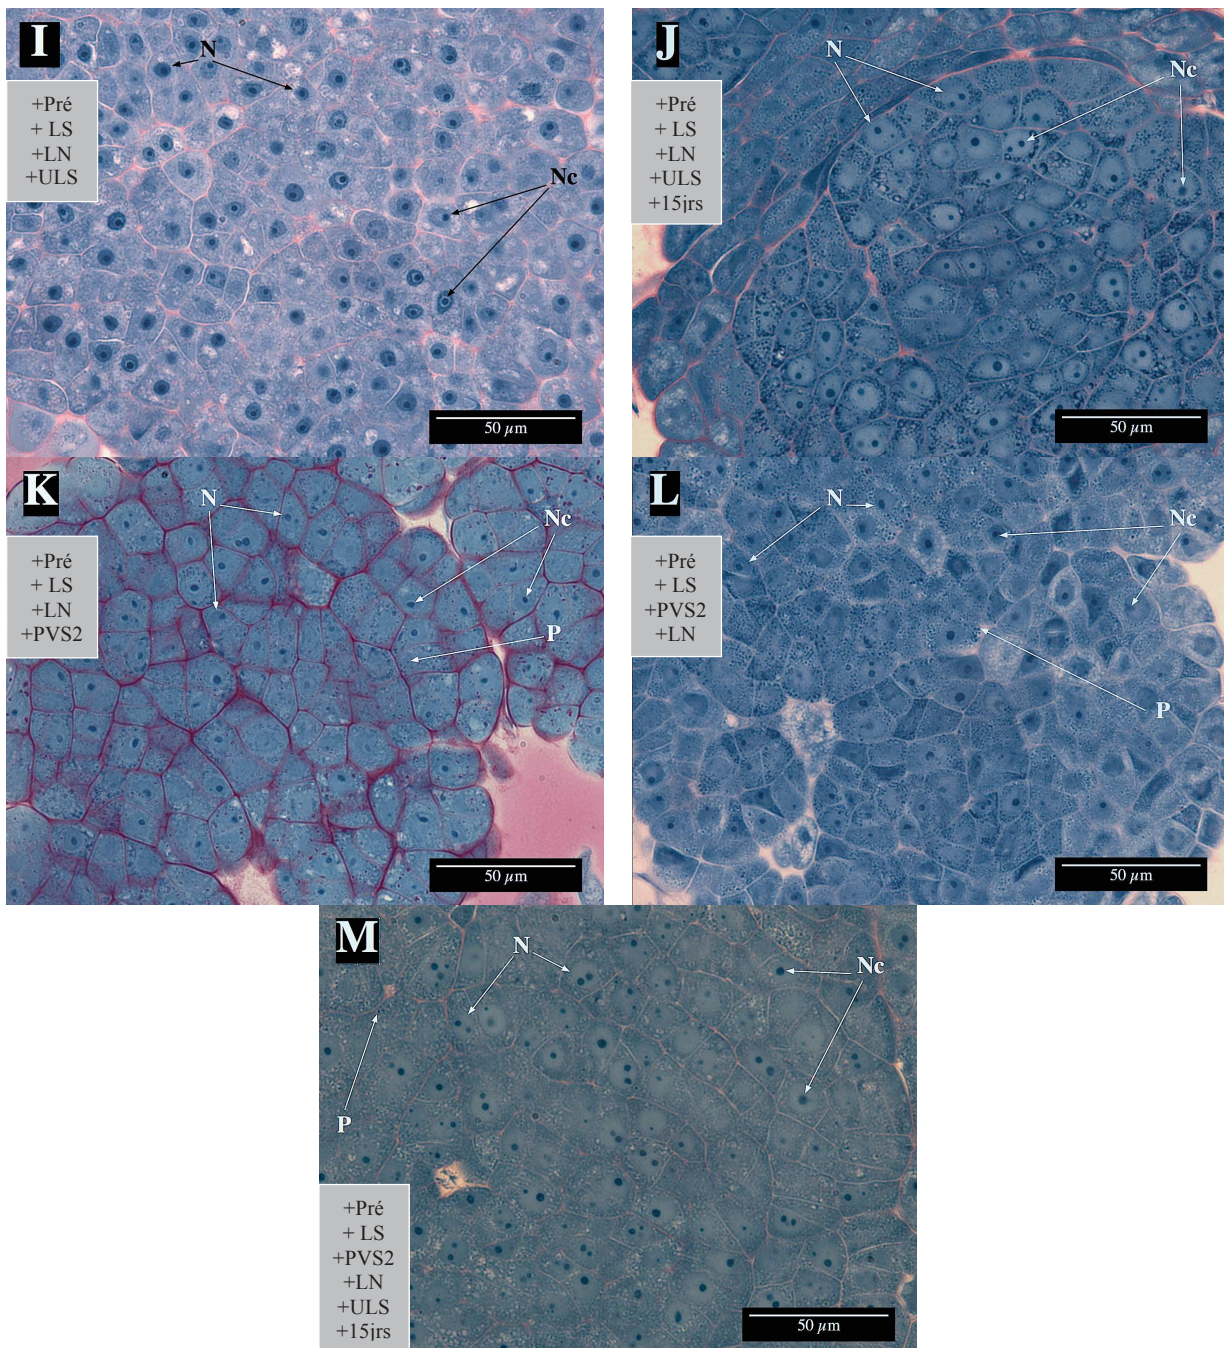 I
+Pré
+ LS
+LN
+ULS
N
Nc
50 µm
J
+Pré
+ LS
+LN
+ULS
+15jrs
N
Nc
50 µm
K
+Pré
+ LS
+LN
+PVS2
N
Nc
P
50 µm
L
+Pré
+ LS
+PVS2
+LN
N
Nc
P
50 µm
M
N
Nc
P
+Pré
+ LS
+PVS2
+LN
+ULS
+15jrs
50 µm